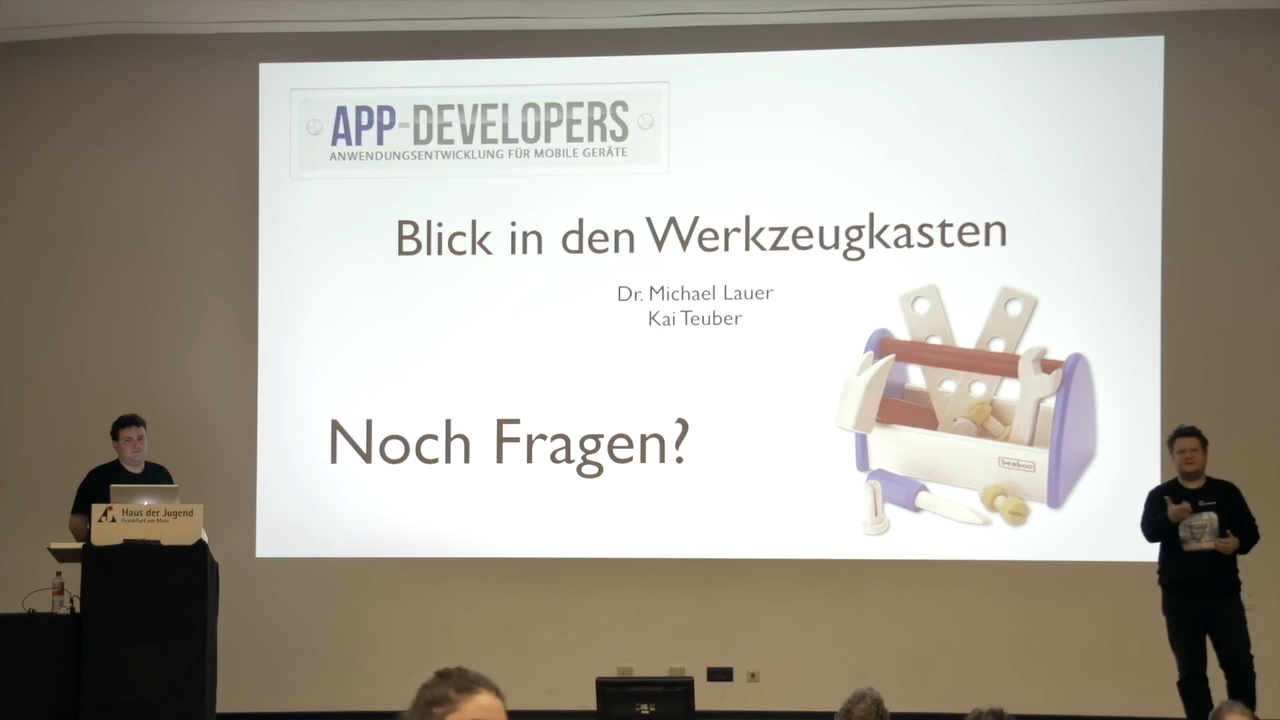 APP-DEVELOPERS
ANWENDUNGSENTWICKLUNG FÜR MOBILE GERÄTE
Blick in den Werkzeugkasten
Dr. Michael Lauer
Kai Teuber
Noch Fragen?
beeboo
Haus der Jugend
Frankfurt am Main